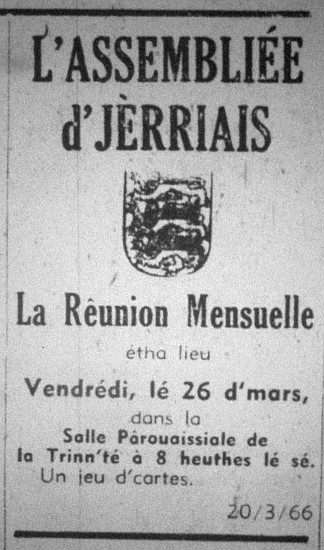 L'ASSEMBLIÉE
d'JÈRRIAIS
La Rêunion Mensuelle
étha lieu
Vendrédi, lé 26 d'mars,
dans la
Salle Pârouaissiale de
la Trinn'té à 8 heuthes lé sé.
Un jeu d'cartes.
20/3/66